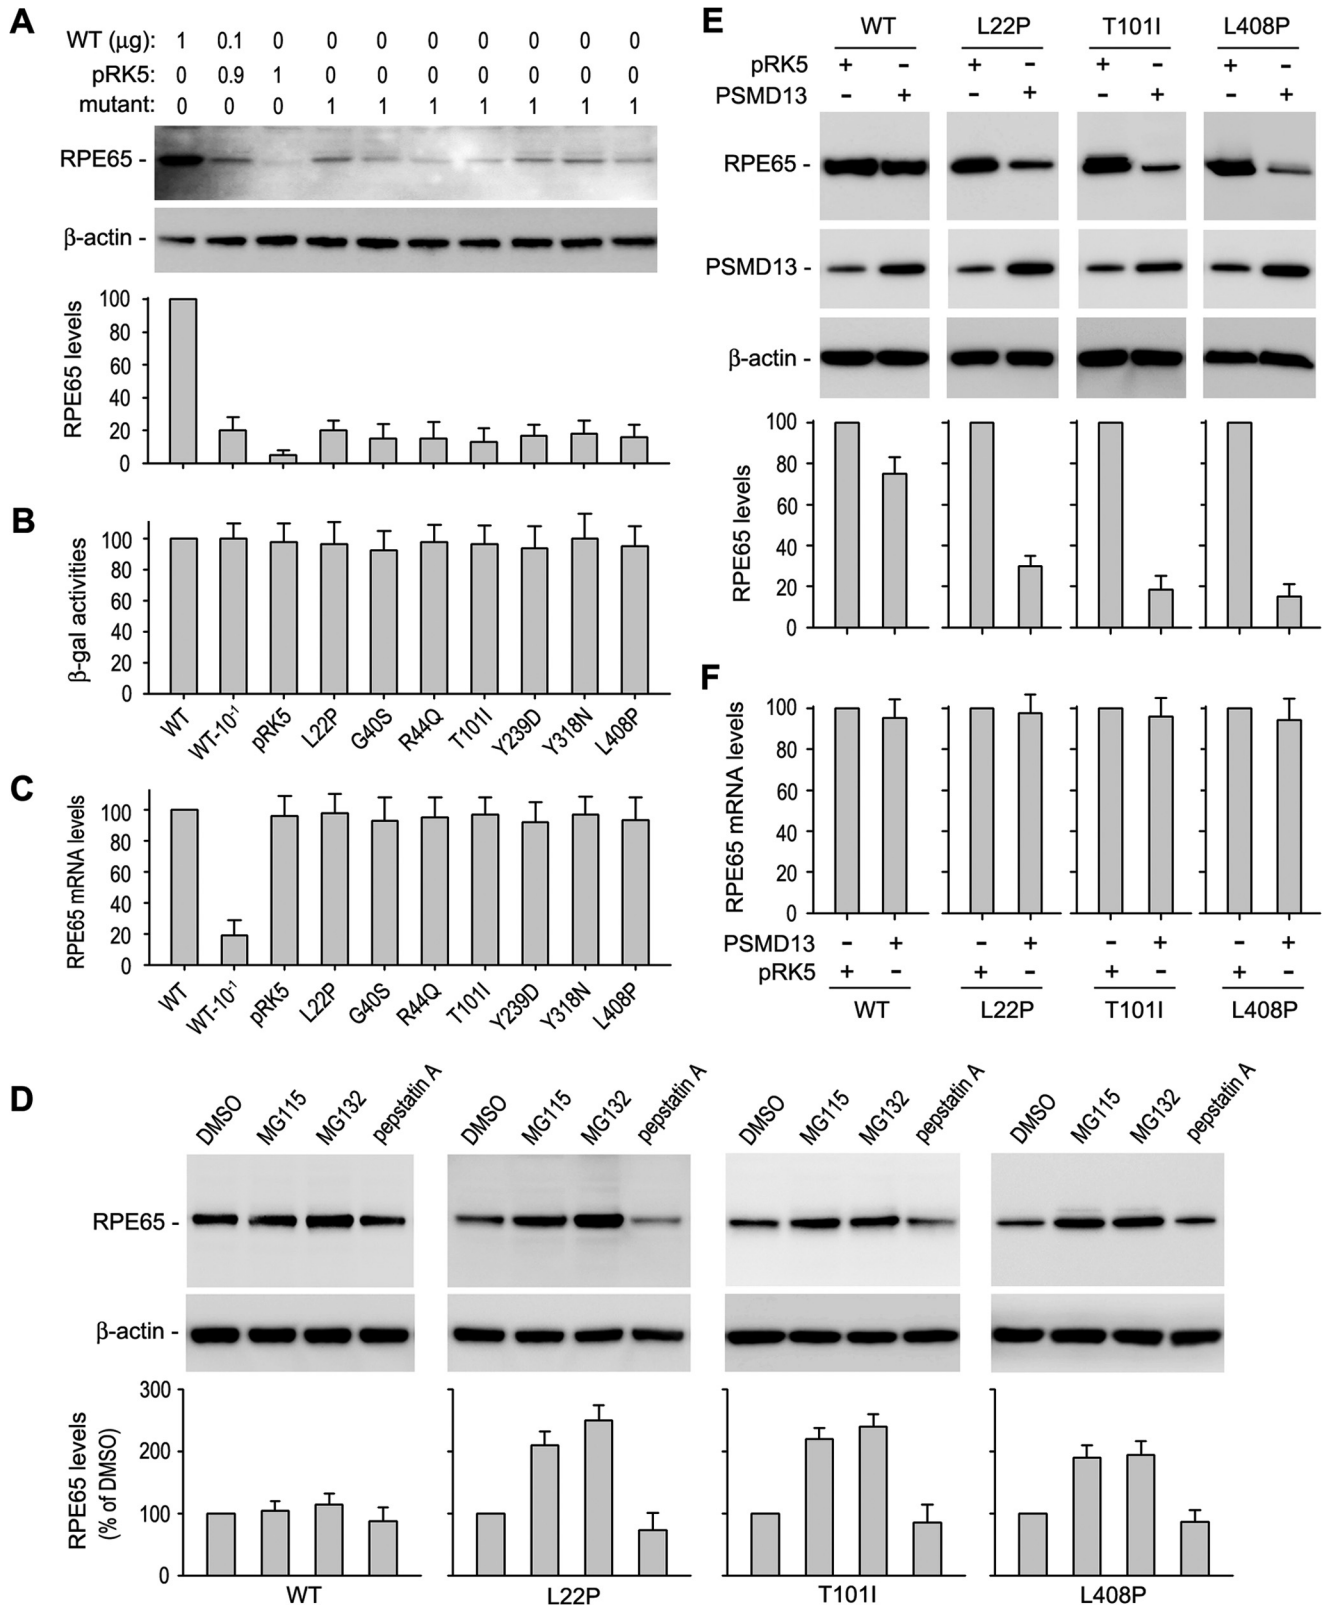 A
WT (μg): 1 0.1 0 0 0 0 0 0 0 0
pRK5: 0 0.9 1 0 0 0 0 0 0 0
mutant: 0 0 0 1 1 1 1 1 1 1
RPE65 -
β-actin -
RPE65 levels
100
80
60
40
20
0
B
β-gal activities
100
80
60
40
20
0
WT WT-10⁻¹ pRK5 L22P G40S R44Q T101I Y239D Y318N L408P
C
RPE65 mRNA levels
100
80
60
40
20
0
WT WT-10⁻¹ pRK5 L22P G40S R44Q T101I Y239D Y318N L408P
D
DMSO MG115 MG132 pepstatin A DMSO MG115 MG132 pepstatin A DMSO MG115 MG132 pepstatin A DMSO MG115 MG132 pepstatin A
RPE65 -
β-actin -
RPE65 levels
(% of DMSO)
300
200
100
0
WT L22P T101I L408P
E
WT L22P T101I L408P
pRK5 + - + - + - + -
PSMD13 - + - + - + - +
RPE65 -
PSMD13 -
β-actin -
RPE65 levels
100
80
60
40
20
0
F
RPE65 mRNA levels
100
80
60
40
20
0
PSMD13 - + - + - + - +
pRK5 + - + - + - + -
WT L22P T101I L408P